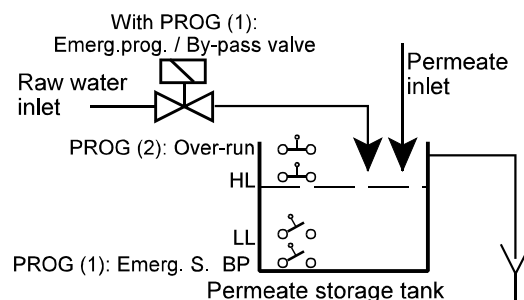 With PROG (1):
Emerg.prog. / By-pass valve
Raw water
inlet
Permeate
inlet
PROG (2): Over-run
HL
LL
PROG (1): Emerg. S. BP
Permeate storage tank